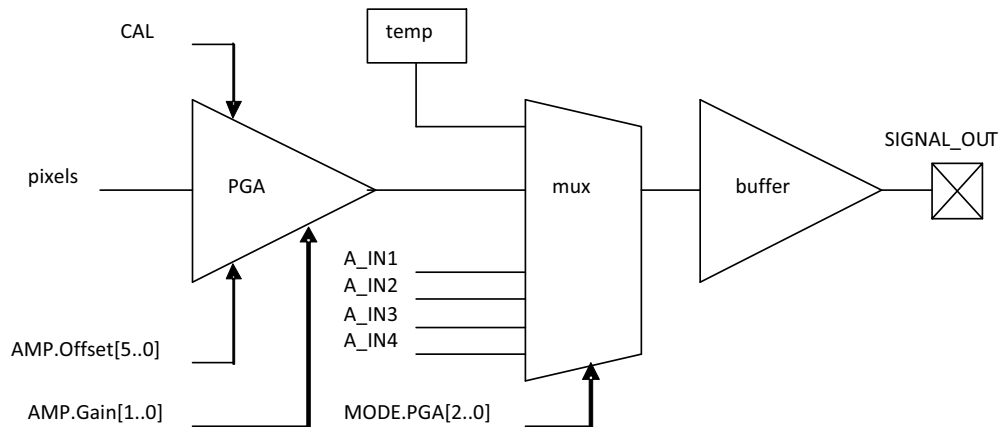 CAL
temp
SIGNAL_OUT
pixels
PGA
mux
buffer
A_IN1
A_IN2
A_IN3
A_IN4
AMP.Offset[5..0]
AMP.Gain[1..0]
MODE.PGA[2..0]